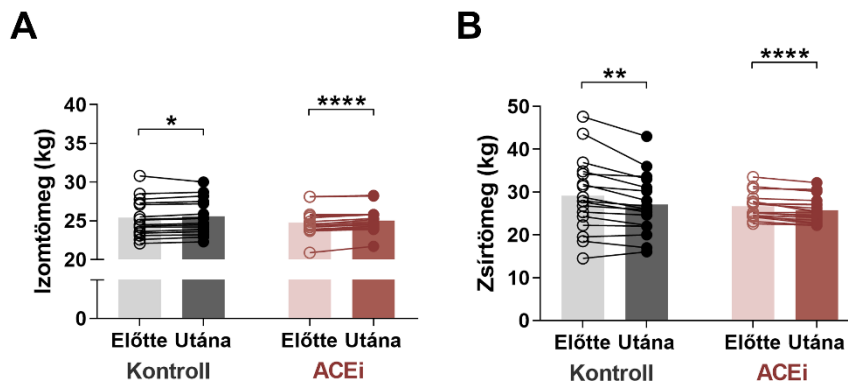 A
Izomtömeg (kg)
40
35
30
25
20
0
*
****
Előtte Utána Előtte Utána
Kontroll ACEi
B
Zsírtömeg (kg)
50
40
30
20
10
0
**
****
Előtte Utána Előtte Utána
Kontroll ACEi